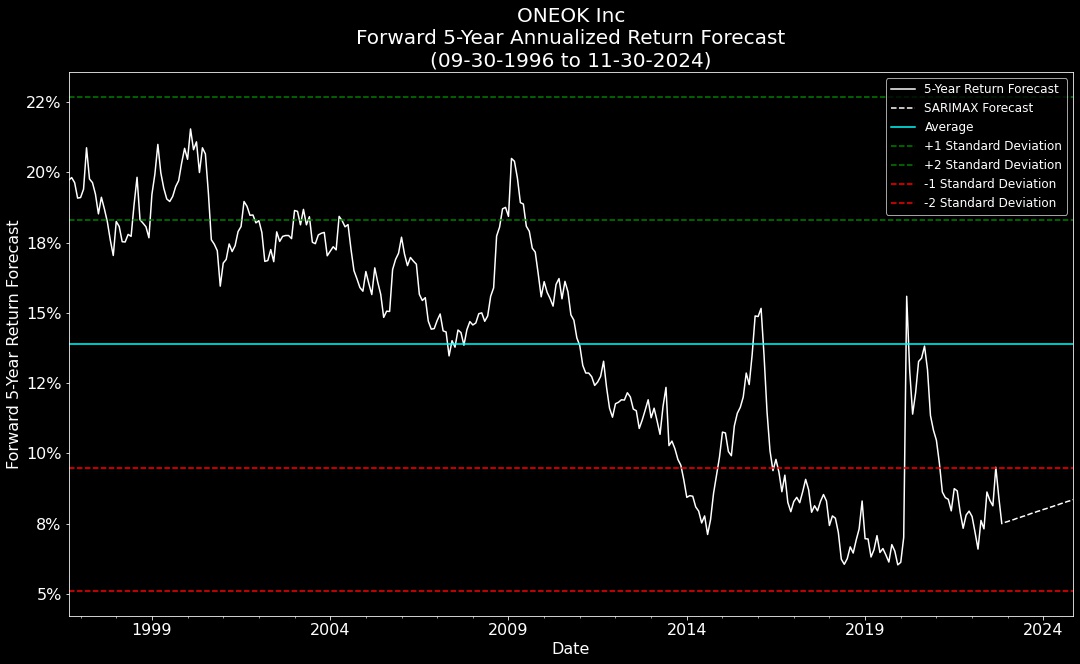 ONEOK Inc
Forward 5-Year Annualized Return Forecast
(09-30-1996 to 11-30-2024)
5-Year Return Forecast
SARIMAX Forecast
Average
+1 Standard Deviation
+2 Standard Deviation
-1 Standard Deviation
-2 Standard Deviation
Forward 5-Year Return Forecast
22%
20%
18%
15%
12%
10%
8%
5%
1999 2004 2009 2014 2019 2024
Date